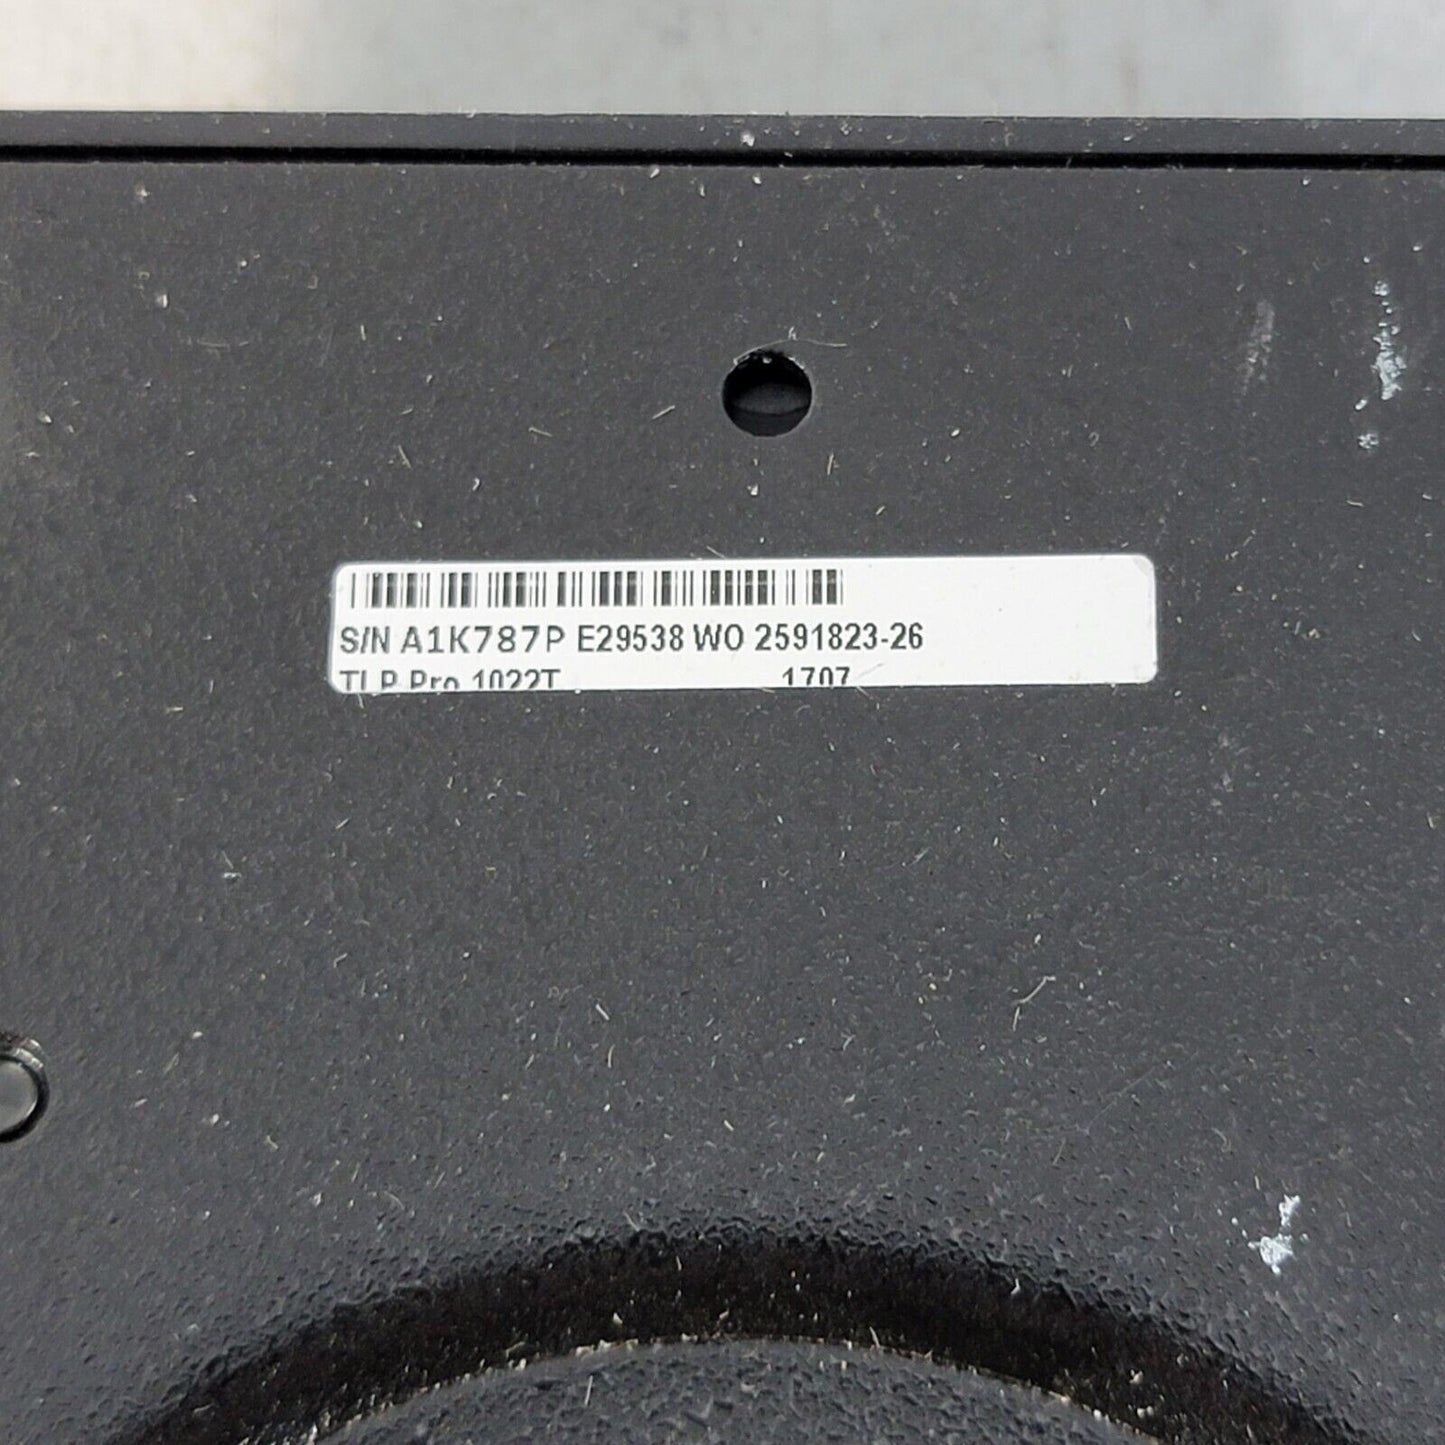 S/N A1K787P E29538 WO 2591823-26
TLP Pro 1022T 1707